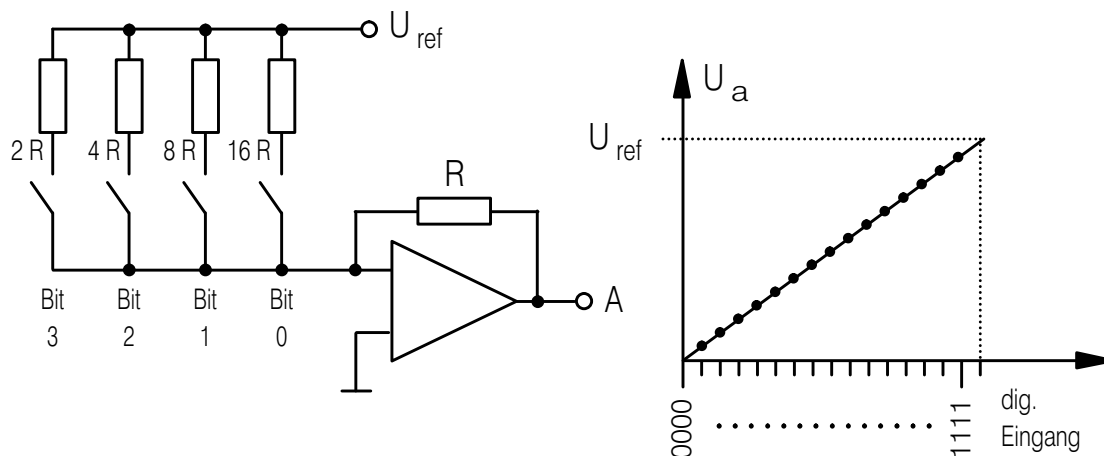 U ref
2 R 4 R 8 R 16 R
R
A
Bit Bit Bit Bit
3 2 1 0
U a
U ref
0000
1111
dig.
Eingang